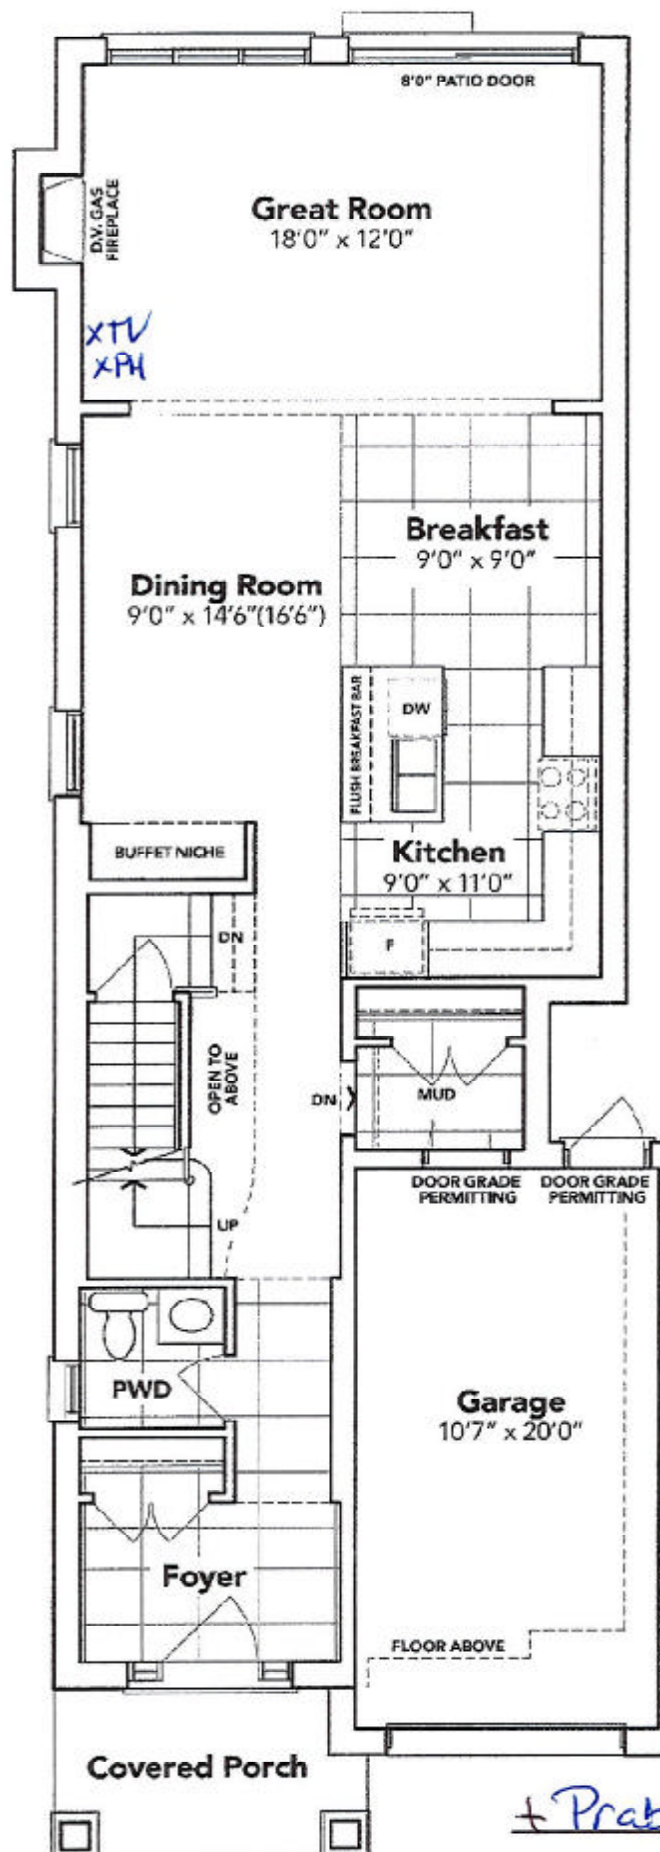 8'0" PATIO DOOR
D.V. GAS
FIREPLACE
Great Room
18'0" x 12'0"
XTV
XPH
Breakfast
9'0" x 9'0"
Dining Room
9'0" x 14'6"(16'6")
FLUSH BREAKFAST BAR
DW
BUFFET NICHE
Kitchen
9'0" x 11'0"
DN
F
OPEN TO
ABOVE
DN
MUD
DOOR GRADE
PERMITTING
DOOR GRADE
PERMITTING
UP
PWD
Garage
10'7" x 20'0"
Foyer
FLOOR ABOVE
Covered Porch